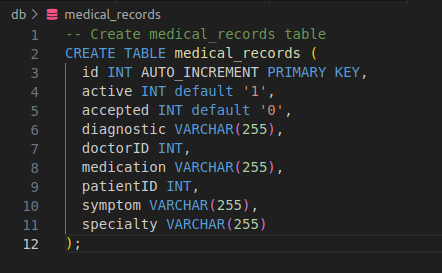 db > medical_records
1 -- Create medical_records table
2 CREATE TABLE medical_records (
3 id INT AUTO_INCREMENT PRIMARY KEY,
4 active INT default '1',
5 accepted INT default '0',
6 diagnostic VARCHAR(255),
7 doctorID INT,
8 medication VARCHAR(255),
9 patientID INT,
10 symptom VARCHAR(255),
11 specialty VARCHAR(255)
12 );